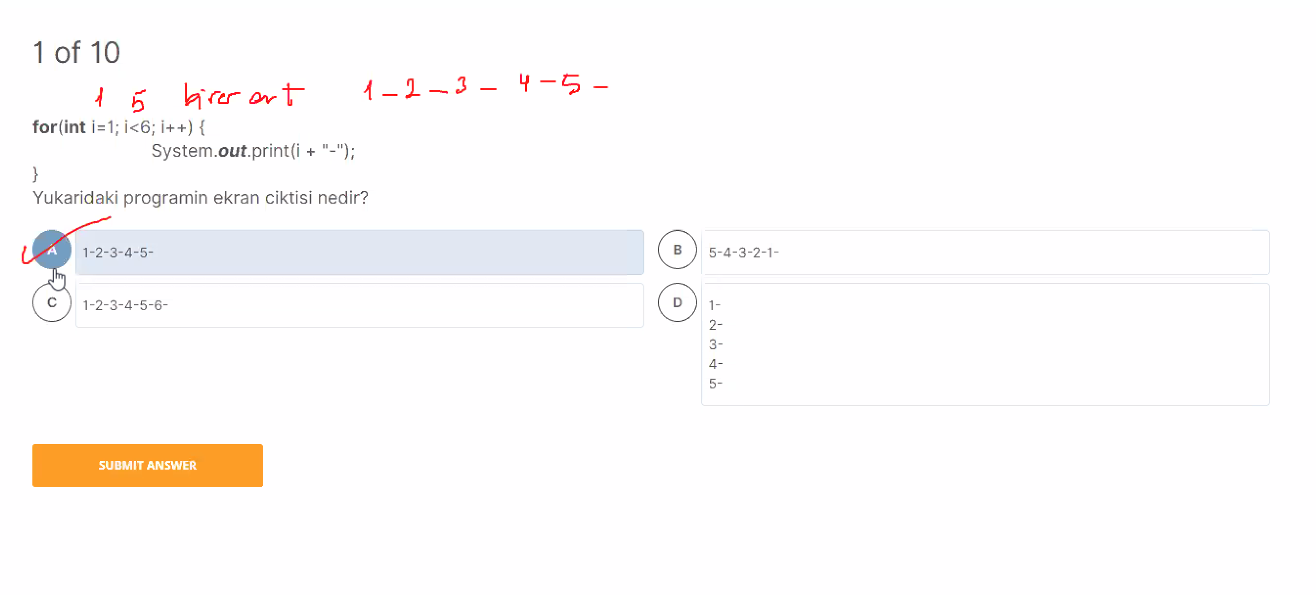 1 of 10
1 5 birer art 1-2-3-4-5-
for(int i=1; i<6; i++) {
System.out.print(i + "-");
}
Yukaridaki programin ekran ciktisi nedir?
A 1-2-3-4-5-
B 5-4-3-2-1-
C 1-2-3-4-5-6-
D 1-
2-
3-
4-
5-
SUBMIT ANSWER